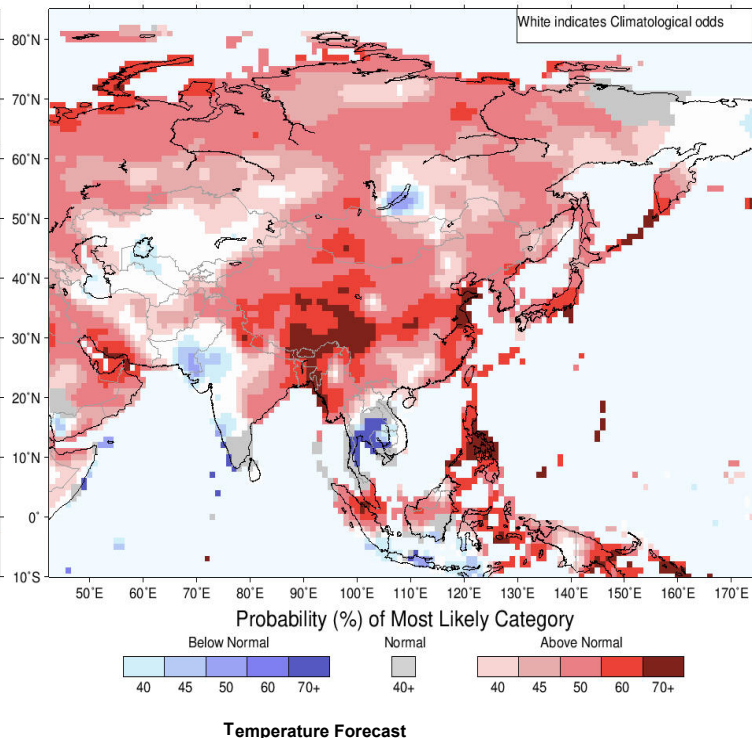 White indicates Climatological odds
80°N
70°N
60°N
50°N
40°N
30°N
20°N
10°N
0°
10°S
50°E 60°E 70°E 80°E 90°E 100°E 110°E 120°E 130°E 140°E 150°E 160°E 170°E
Probability (%) of Most Likely Category
Below Normal Normal Above Normal
40 45 50 60 70+ 40+ 40 45 50 60 70+
Temperature Forecast